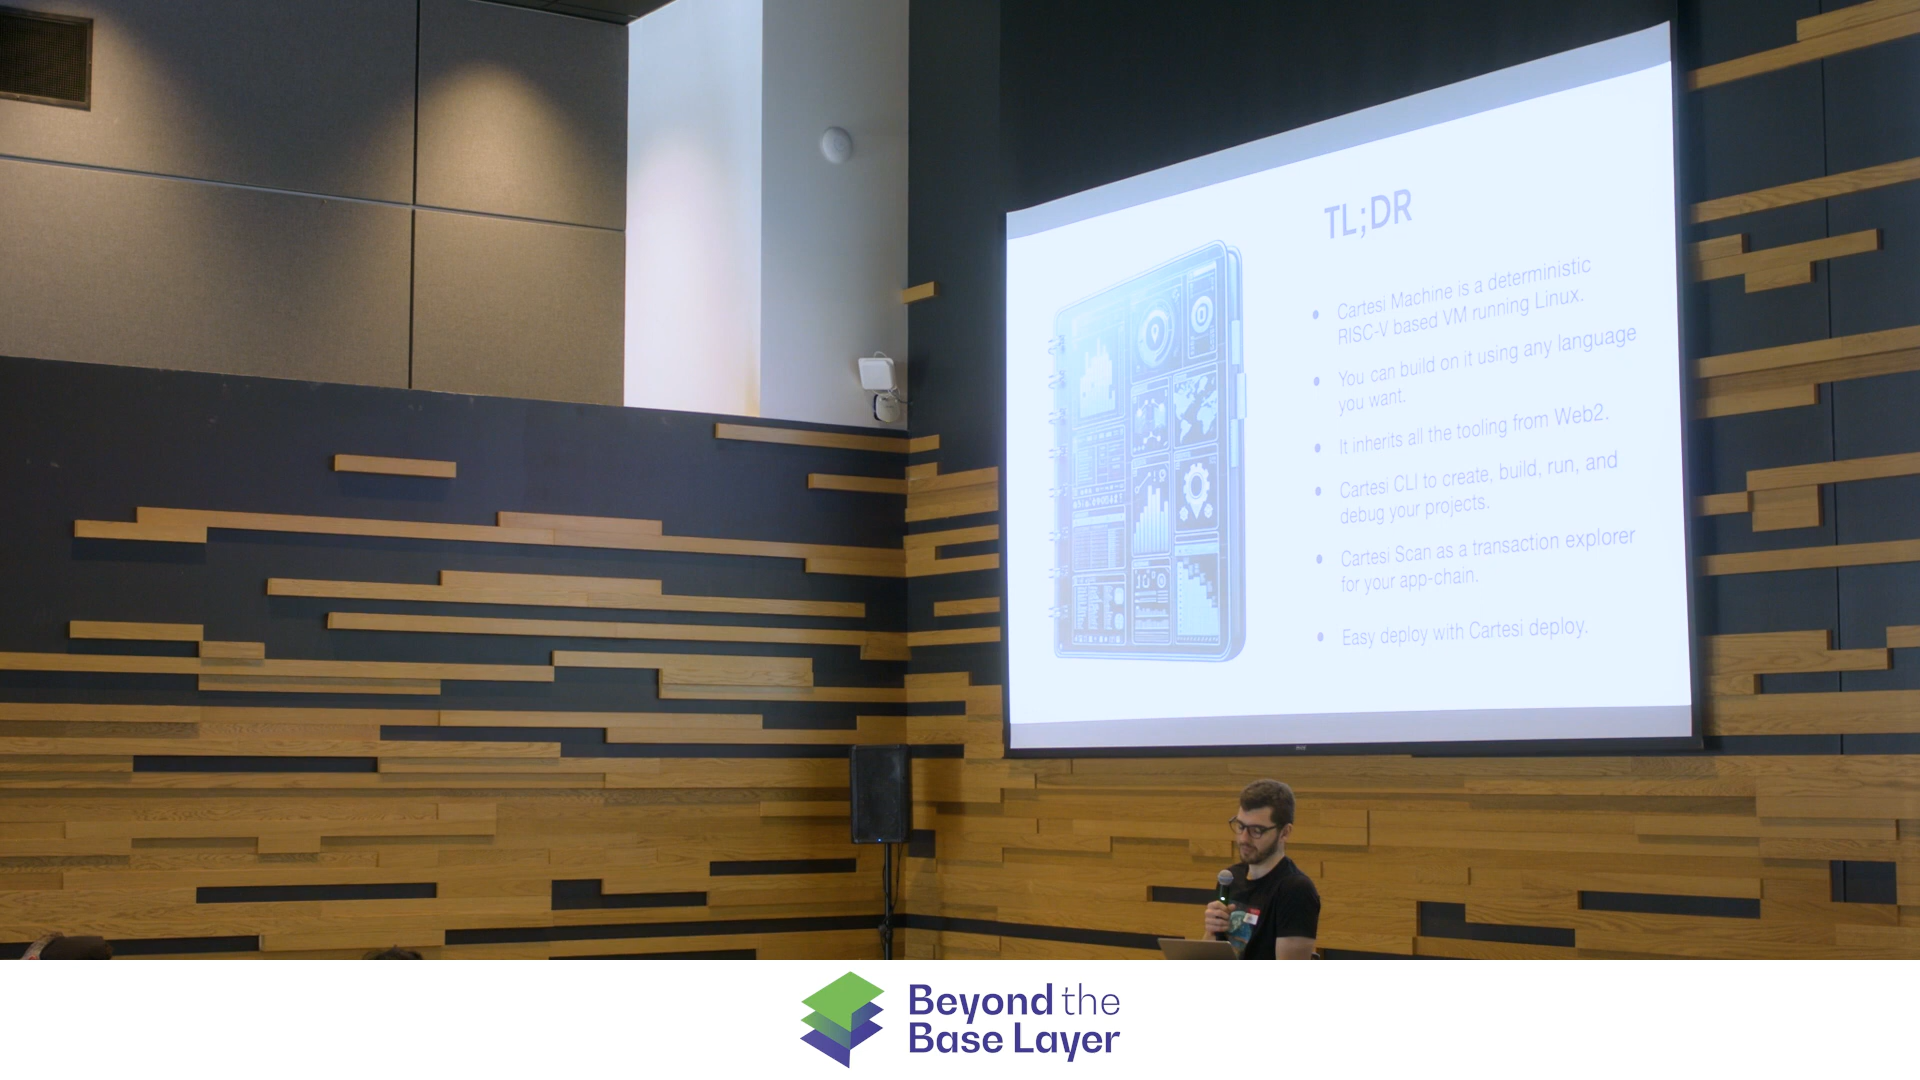 TL;DR
• Cartesi Machine is a deterministic
RISC-V based VM running Linux.
• You can build on it using any language
you want.
• It inherits all the tooling from Web2.
• Cartesi CLI to create, build, run, and
debug your projects.
• Cartesi Scan as a transaction explorer
for your app-chain.
• Easy deploy with Cartesi deploy.
Beyond the
Base Layer